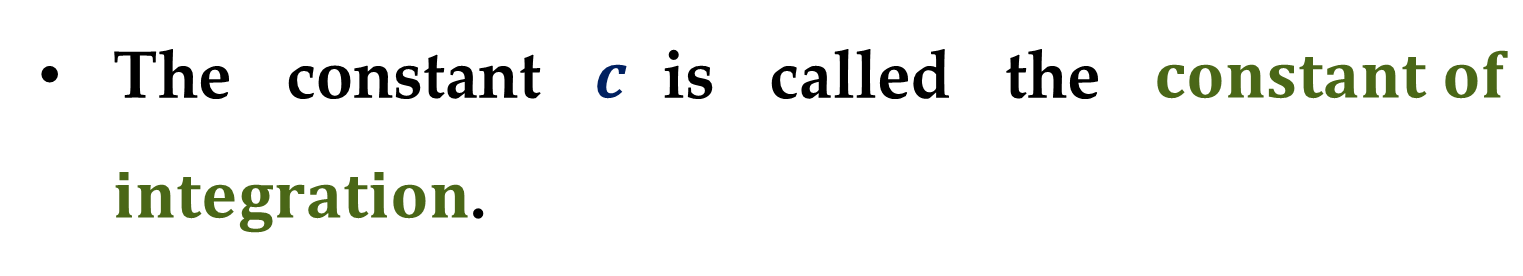 • The constant c is called the constant of
integration.